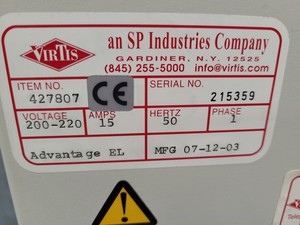 VIRTIS
an SP Industries Company
GARDINER, N.Y. 12525
(845) 255-5000 info@virtis.com
ITEM NO. SERIAL NO.
427807 CE 215359
VOLTAGE AMPS HERTZ PHASE
200-220 15 50 1
Advantage EL MFG 07-12-03